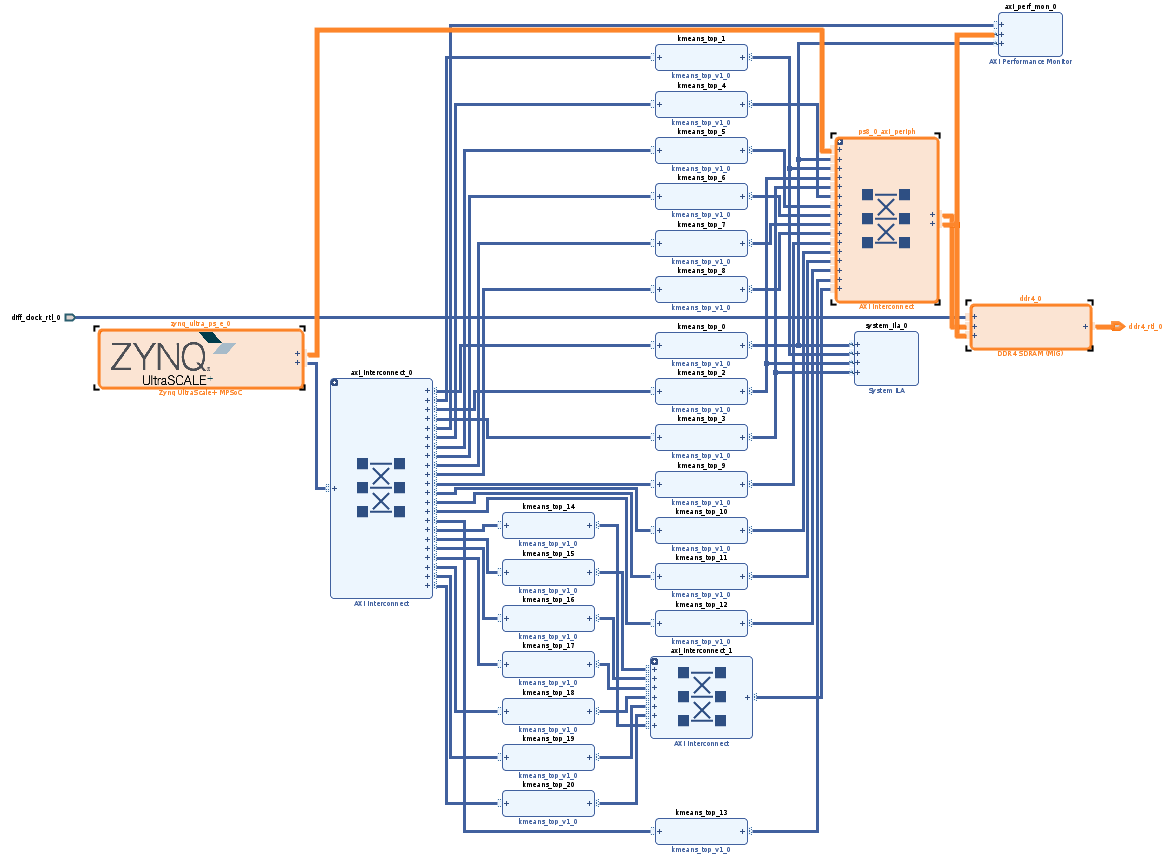 axi_perf_mon_0
AXI Performance Monitor
kmeans_top_1
kmeans_top_v1_0
kmeans_top_4
kmeans_top_v1_0
kmeans_top_5
kmeans_top_v1_0
kmeans_top_6
kmeans_top_v1_0
kmeans_top_7
kmeans_top_v1_0
kmeans_top_8
kmeans_top_v1_0
ps8_0_axi_periph
AXI Interconnect
diff_clock_rtl_0
zynq_ultra_ps_e_0
ZYNQ
UltraSCALE+
Zynq UltraScale+ MPSoC
ddr4_0
DDR4 SDRAM (MIG)
ddr4_rtl_0
kmeans_top_0
kmeans_top_v1_0
system_ila_0
System ILA
axi_interconnect_0
AXI Interconnect
kmeans_top_2
kmeans_top_v1_0
kmeans_top_3
kmeans_top_v1_0
kmeans_top_9
kmeans_top_v1_0
kmeans_top_10
kmeans_top_v1_0
kmeans_top_11
kmeans_top_v1_0
kmeans_top_12
kmeans_top_v1_0
kmeans_top_14
kmeans_top_v1_0
kmeans_top_15
kmeans_top_v1_0
kmeans_top_16
kmeans_top_v1_0
kmeans_top_17
kmeans_top_v1_0
kmeans_top_18
kmeans_top_v1_0
kmeans_top_19
kmeans_top_v1_0
kmeans_top_20
kmeans_top_v1_0
axi_interconnect_1
AXI Interconnect
kmeans_top_13
kmeans_top_v1_0